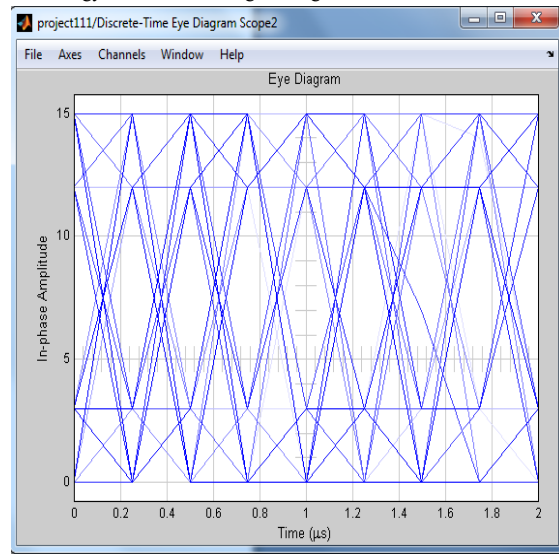 project111/Discrete-Time Eye Diagram Scope2
File Axes Channels Window Help
Eye Diagram
15
10
5
0
In-phase Amplitude
0 0.2 0.4 0.6 0.8 1 1.2 1.4 1.6 1.8 2
Time (μs)